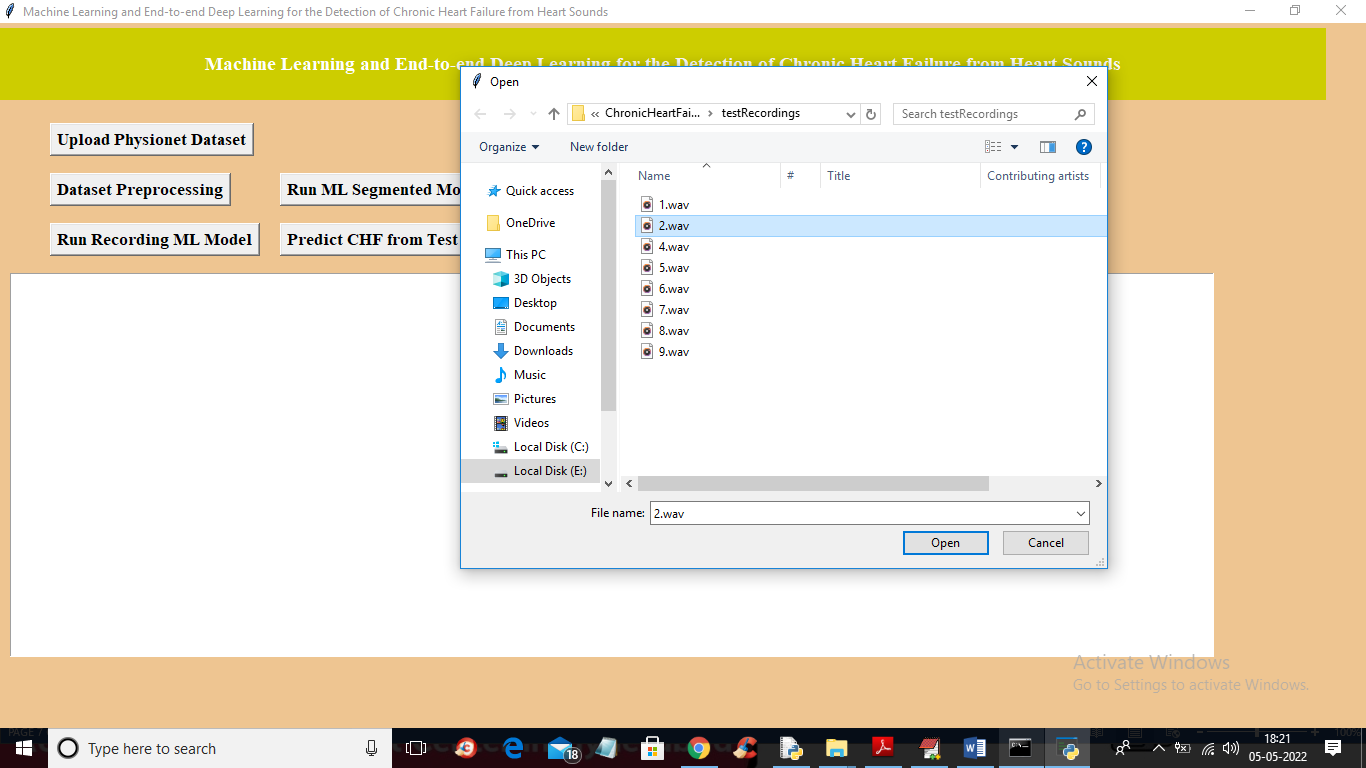 Machine Learning and End-to-end Deep Learning for the Detection of Chronic Heart Failure from Heart Sounds
Machine Learning and End-to-end Deep Learning for the Detection of Chronic Heart Failure from Heart Sounds
Open
« ChronicHeartFai... › testRecordings
Search testRecordings
Upload Physionet Dataset
Organize
New folder
Dataset Preprocessing
Run ML Segmented Mo
Run Recording ML Model
Predict CHF from Test
Quick access
OneDrive
This PC
3D Objects
Desktop
Documents
Downloads
Music
Pictures
Videos
Local Disk (C:)
Local Disk (E:)
Name
#
Title
Contributing artists
1.wav
2.wav
4.wav
5.wav
6.wav
7.wav
8.wav
9.wav
File name: 2.wav
Open
Cancel
Activate Windows
Go to Settings to activate Windows.
Type here to search
18
18:21
05-05-2022
100%